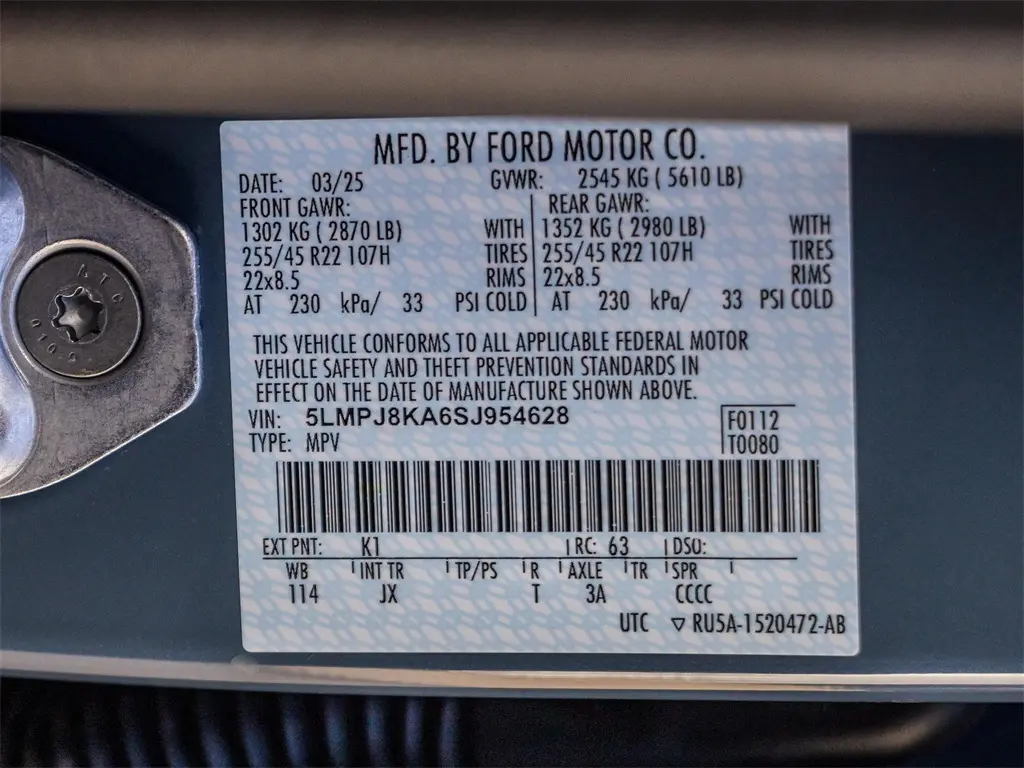 MFD. BY FORD MOTOR CO.
DATE: 03/25 GVWR: 2545 KG ( 5610 LB)
FRONT GAWR: REAR GAWR:
1302 KG ( 2870 LB) WITH 1352 KG ( 2980 LB) WITH
255/45 R22 107H TIRES 255/45 R22 107H TIRES
22x8.5 RIMS 22x8.5 RIMS
AT 230 kPa/ 33 PSI COLD AT 230 kPa/ 33 PSI COLD
THIS VEHICLE CONFORMS TO ALL APPLICABLE FEDERAL MOTOR
VEHICLE SAFETY AND THEFT PREVENTION STANDARDS IN
EFFECT ON THE DATE OF MANUFACTURE SHOWN ABOVE.
VIN: 5LMPJ8KA6SJ954628 F0112
TYPE: MPV T0080
EXT PNT: K1 RC: 63 DSO:
WB INT TR TP/PS R AXLE TR SPR
114 JX T 3A CCCC
UTC ▽ RU5A-1520472-AB